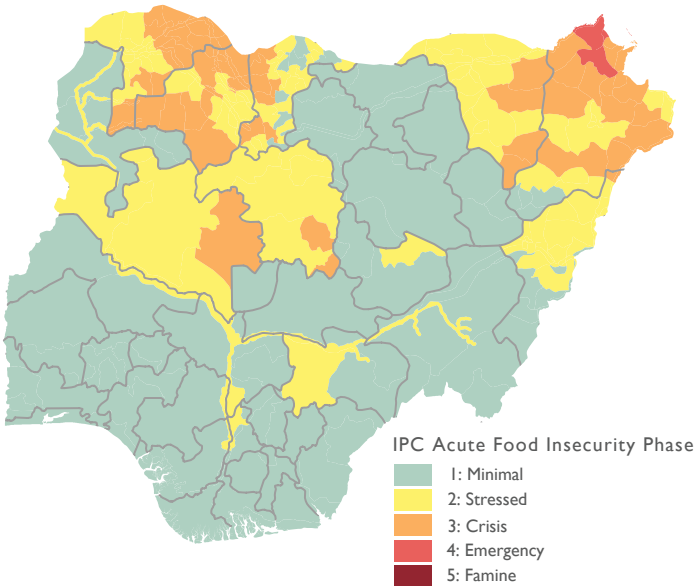 IPC Acute Food Insecurity Phase
1: Minimal
2: Stressed
3: Crisis
4: Emergency
5: Famine